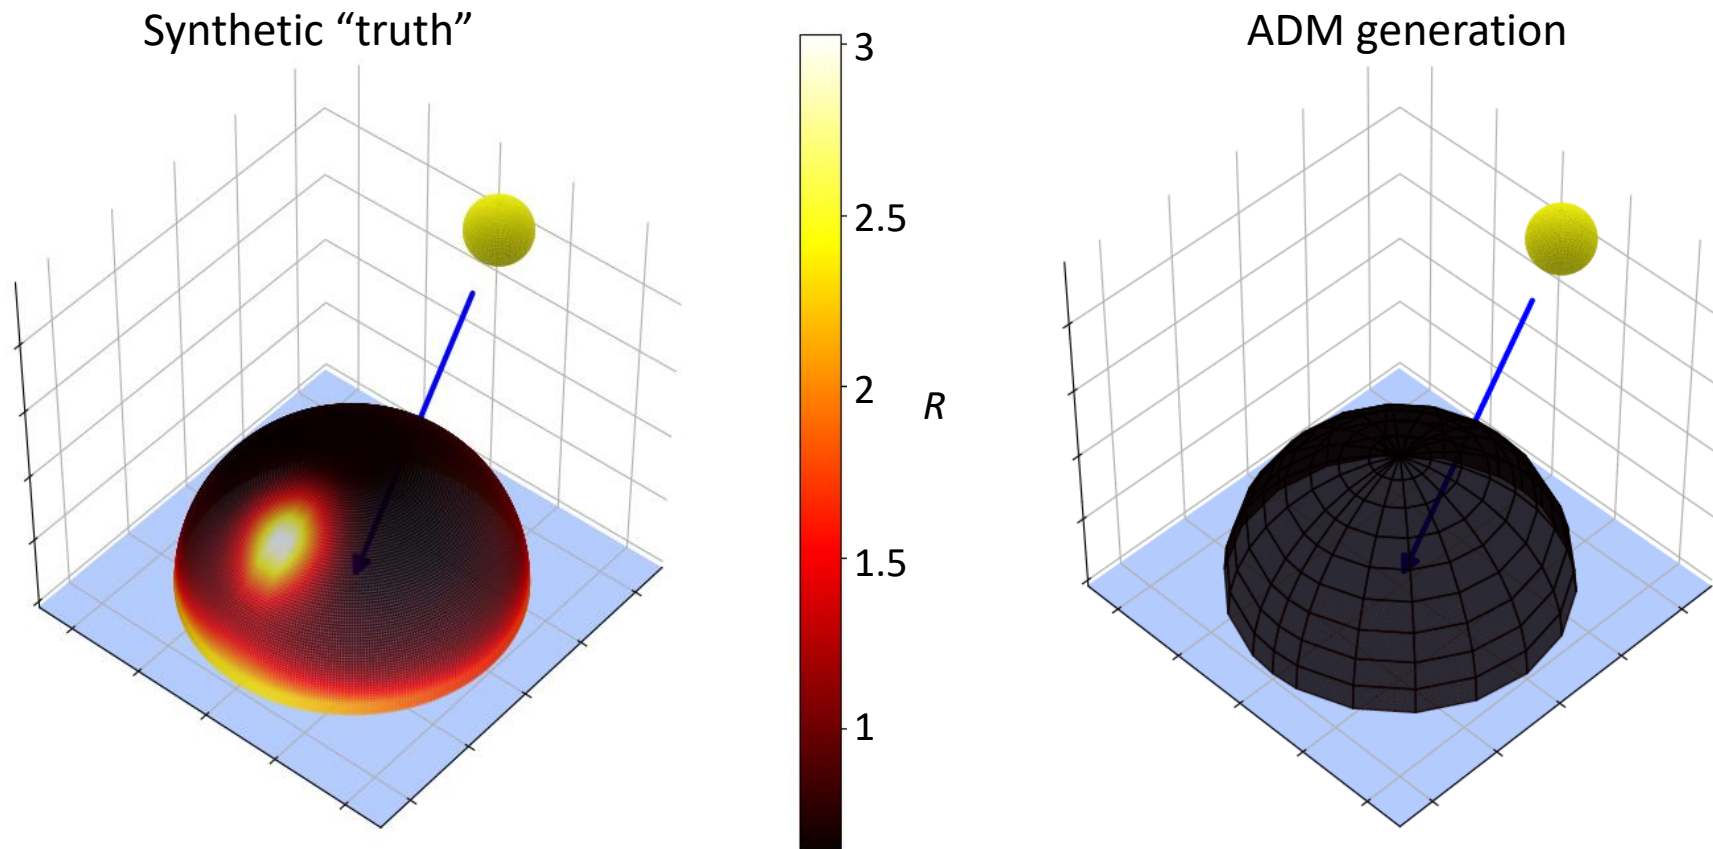 Synthetic “truth”
ADM generation
3
2.5
2
R
1.5
1